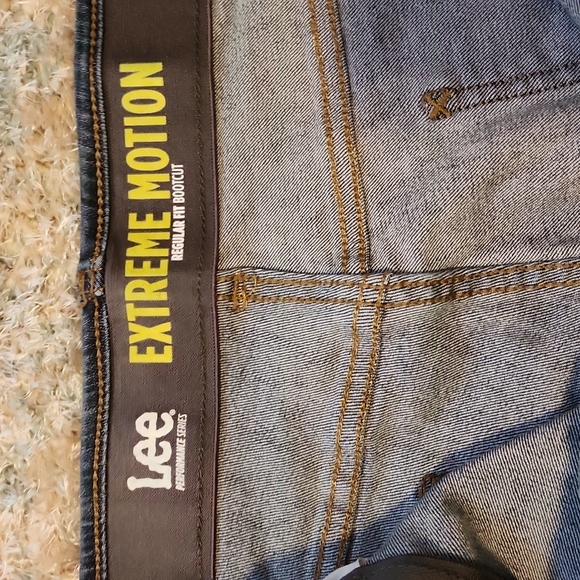 Lee®
PERFORMANCE SERIES
EXTREME MOTION
REGULAR FIT BOOTCUT